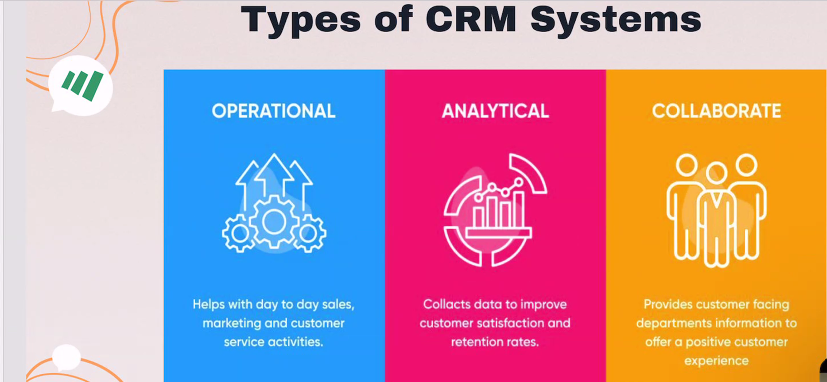 Types of CRM Systems
OPERATIONAL
Helps with day to day sales,
marketing and customer
service activities.
ANALYTICAL
Collacts data to improve
customer satisfaction and
retention rates.
COLLABORATE
Provides customer facing
departments information to
offer a positive customer
experience